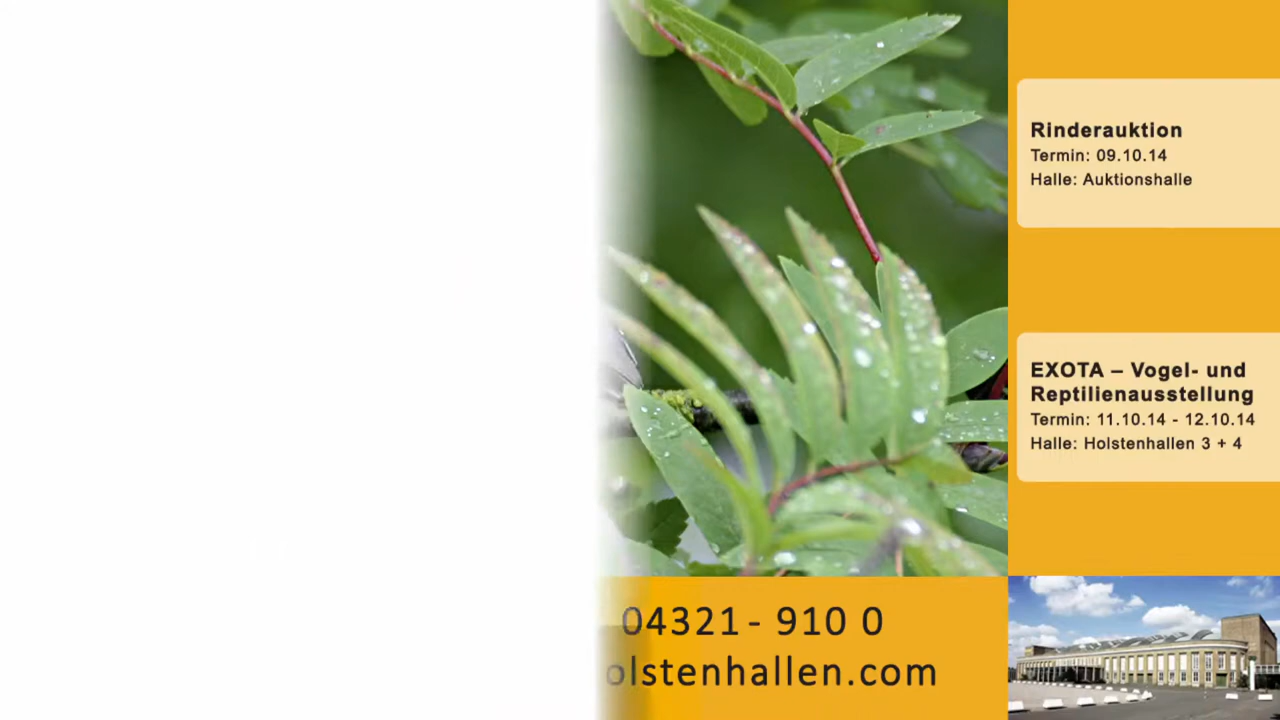 Rinderauktion
Termin: 09.10.14
Halle: Auktionshalle
EXOTA – Vogel- und
Reptilienausstellung
Termin: 11.10.14 - 12.10.14
Halle: Holstenhallen 3 + 4
04321 - 910 0
olstenhallen.com